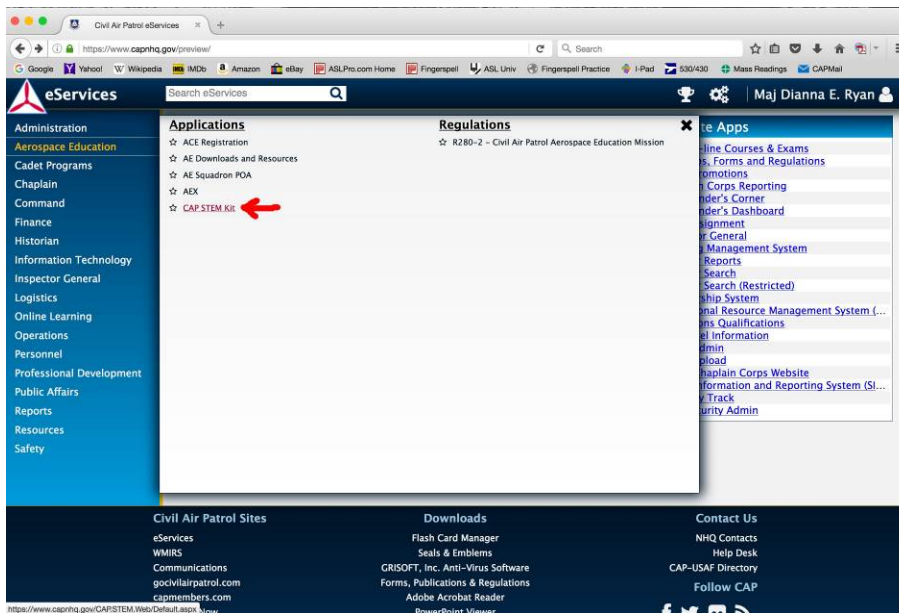 Civil Air Patrol eServices
https://www.capnhq.gov/preview/
Search
Google Yahoo! Wikipedia IMDb Amazon eBay ASLPro.com Home Fingerspell ASL Univ Fingerspell Practice I-Pad 530/430 Mass Readings CAPMail
eServices
Search eServices
Maj Dianna E. Ryan
Administration
Aerospace Education
Cadet Programs
Chaplain
Command
Finance
Historian
Information Technology
Inspector General
Logistics
Online Learning
Operations
Personnel
Professional Development
Public Affairs
Reports
Resources
Safety
Applications
ACE Registration
AE Downloads and Resources
AE Squadron POA
AEX
CAP STEM Kit
Regulations
R280-2 - Civil Air Patrol Aerospace Education Mission
te Apps
-line Courses & Exams
s, Forms and Regulations
omotions
Corps Reporting
nder's Corner
nder's Dashboard
signment
or General
g Management System
Reports
Search
Search (Restricted)
ship System
onal Resource Management System (...
ons Qualifications
el Information
dmin
pload
haplain Corps Website
formation and Reporting System (SI...
y Track
urity Admin
Civil Air Patrol Sites
eServices
WMIRS
Communications
gocivilairpatrol.com
capmembers.com
Now
Downloads
Flash Card Manager
Seals & Emblems
GRISOFT, Inc. Anti-Virus Software
Forms, Publications & Regulations
Adobe Acrobat Reader
PowerPoint Viewer
Contact Us
NHQ Contacts
Help Desk
CAP-USAF Directory
Follow CAP
https://www.capnhq.gov/CAP.STEM.Web/Default.aspx